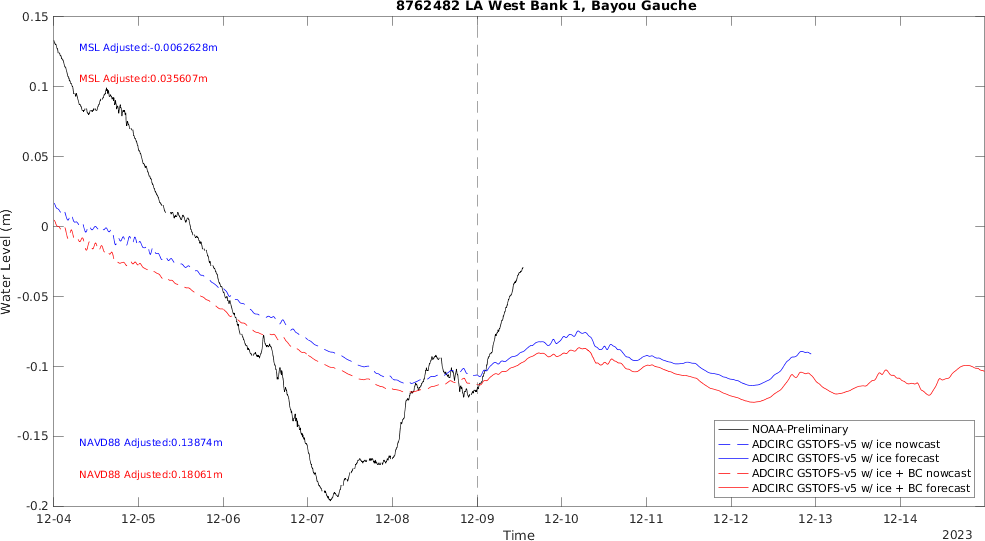 8762482 LA West Bank 1, Bayou Gauche
0.15
0.1
0.05
0
-0.05
-0.1
-0.15
-0.2
Water Level (m)
MSL Adjusted:-0.0062628m
MSL Adjusted:0.035607m
NAVD88 Adjusted:0.13874m
NAVD88 Adjusted:0.18061m
NOAA-Preliminary
ADCIRC GSTOFS-v5 w/ ice nowcast
ADCIRC GSTOFS-v5 w/ ice forecast
ADCIRC GSTOFS-v5 w/ ice + BC nowcast
ADCIRC GSTOFS-v5 w/ ice + BC forecast
12-04 12-05 12-06 12-07 12-08 12-09 12-10 12-11 12-12 12-13 12-14
Time
2023